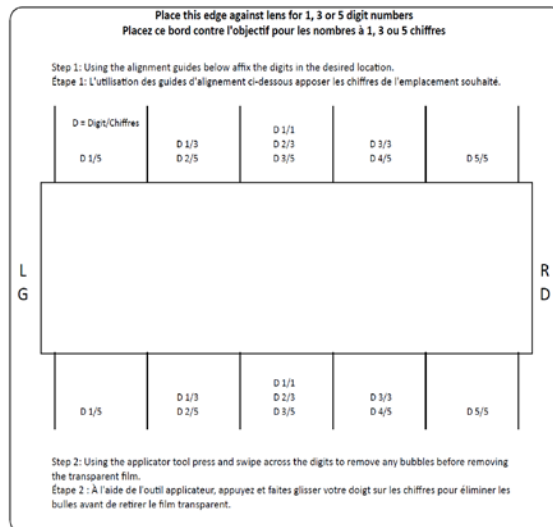 Place this edge against lens for 1, 3 or 5 digit numbers
Placez ce bord contre l'objectif pour les nombres à 1, 3 ou 5 chiffres
Step 1: Using the alignment guides below affix the digits in the desired location.
Étape 1: L'utilisation des guides d'alignement ci-dessous apposer les chiffres de l'emplacement souhaité.
D = Digit/Chiffres
D 1/1
D 1/3 D 2/3 D 3/3
D 1/5 D 2/5 D 3/5 D 4/5 D 5/5
L R
G D
D 1/1
D 1/3 D 2/3 D 3/3
D 1/5 D 2/5 D 3/5 D 4/5 D 5/5
Step 2: Using the applicator tool press and swipe across the digits to remove any bubbles before removing
the transparent film.
Étape 2 : À l'aide de l'outil applicateur, appuyez et faites glisser votre doigt sur les chiffres pour éliminer les
bulles avant de retirer le film transparent.